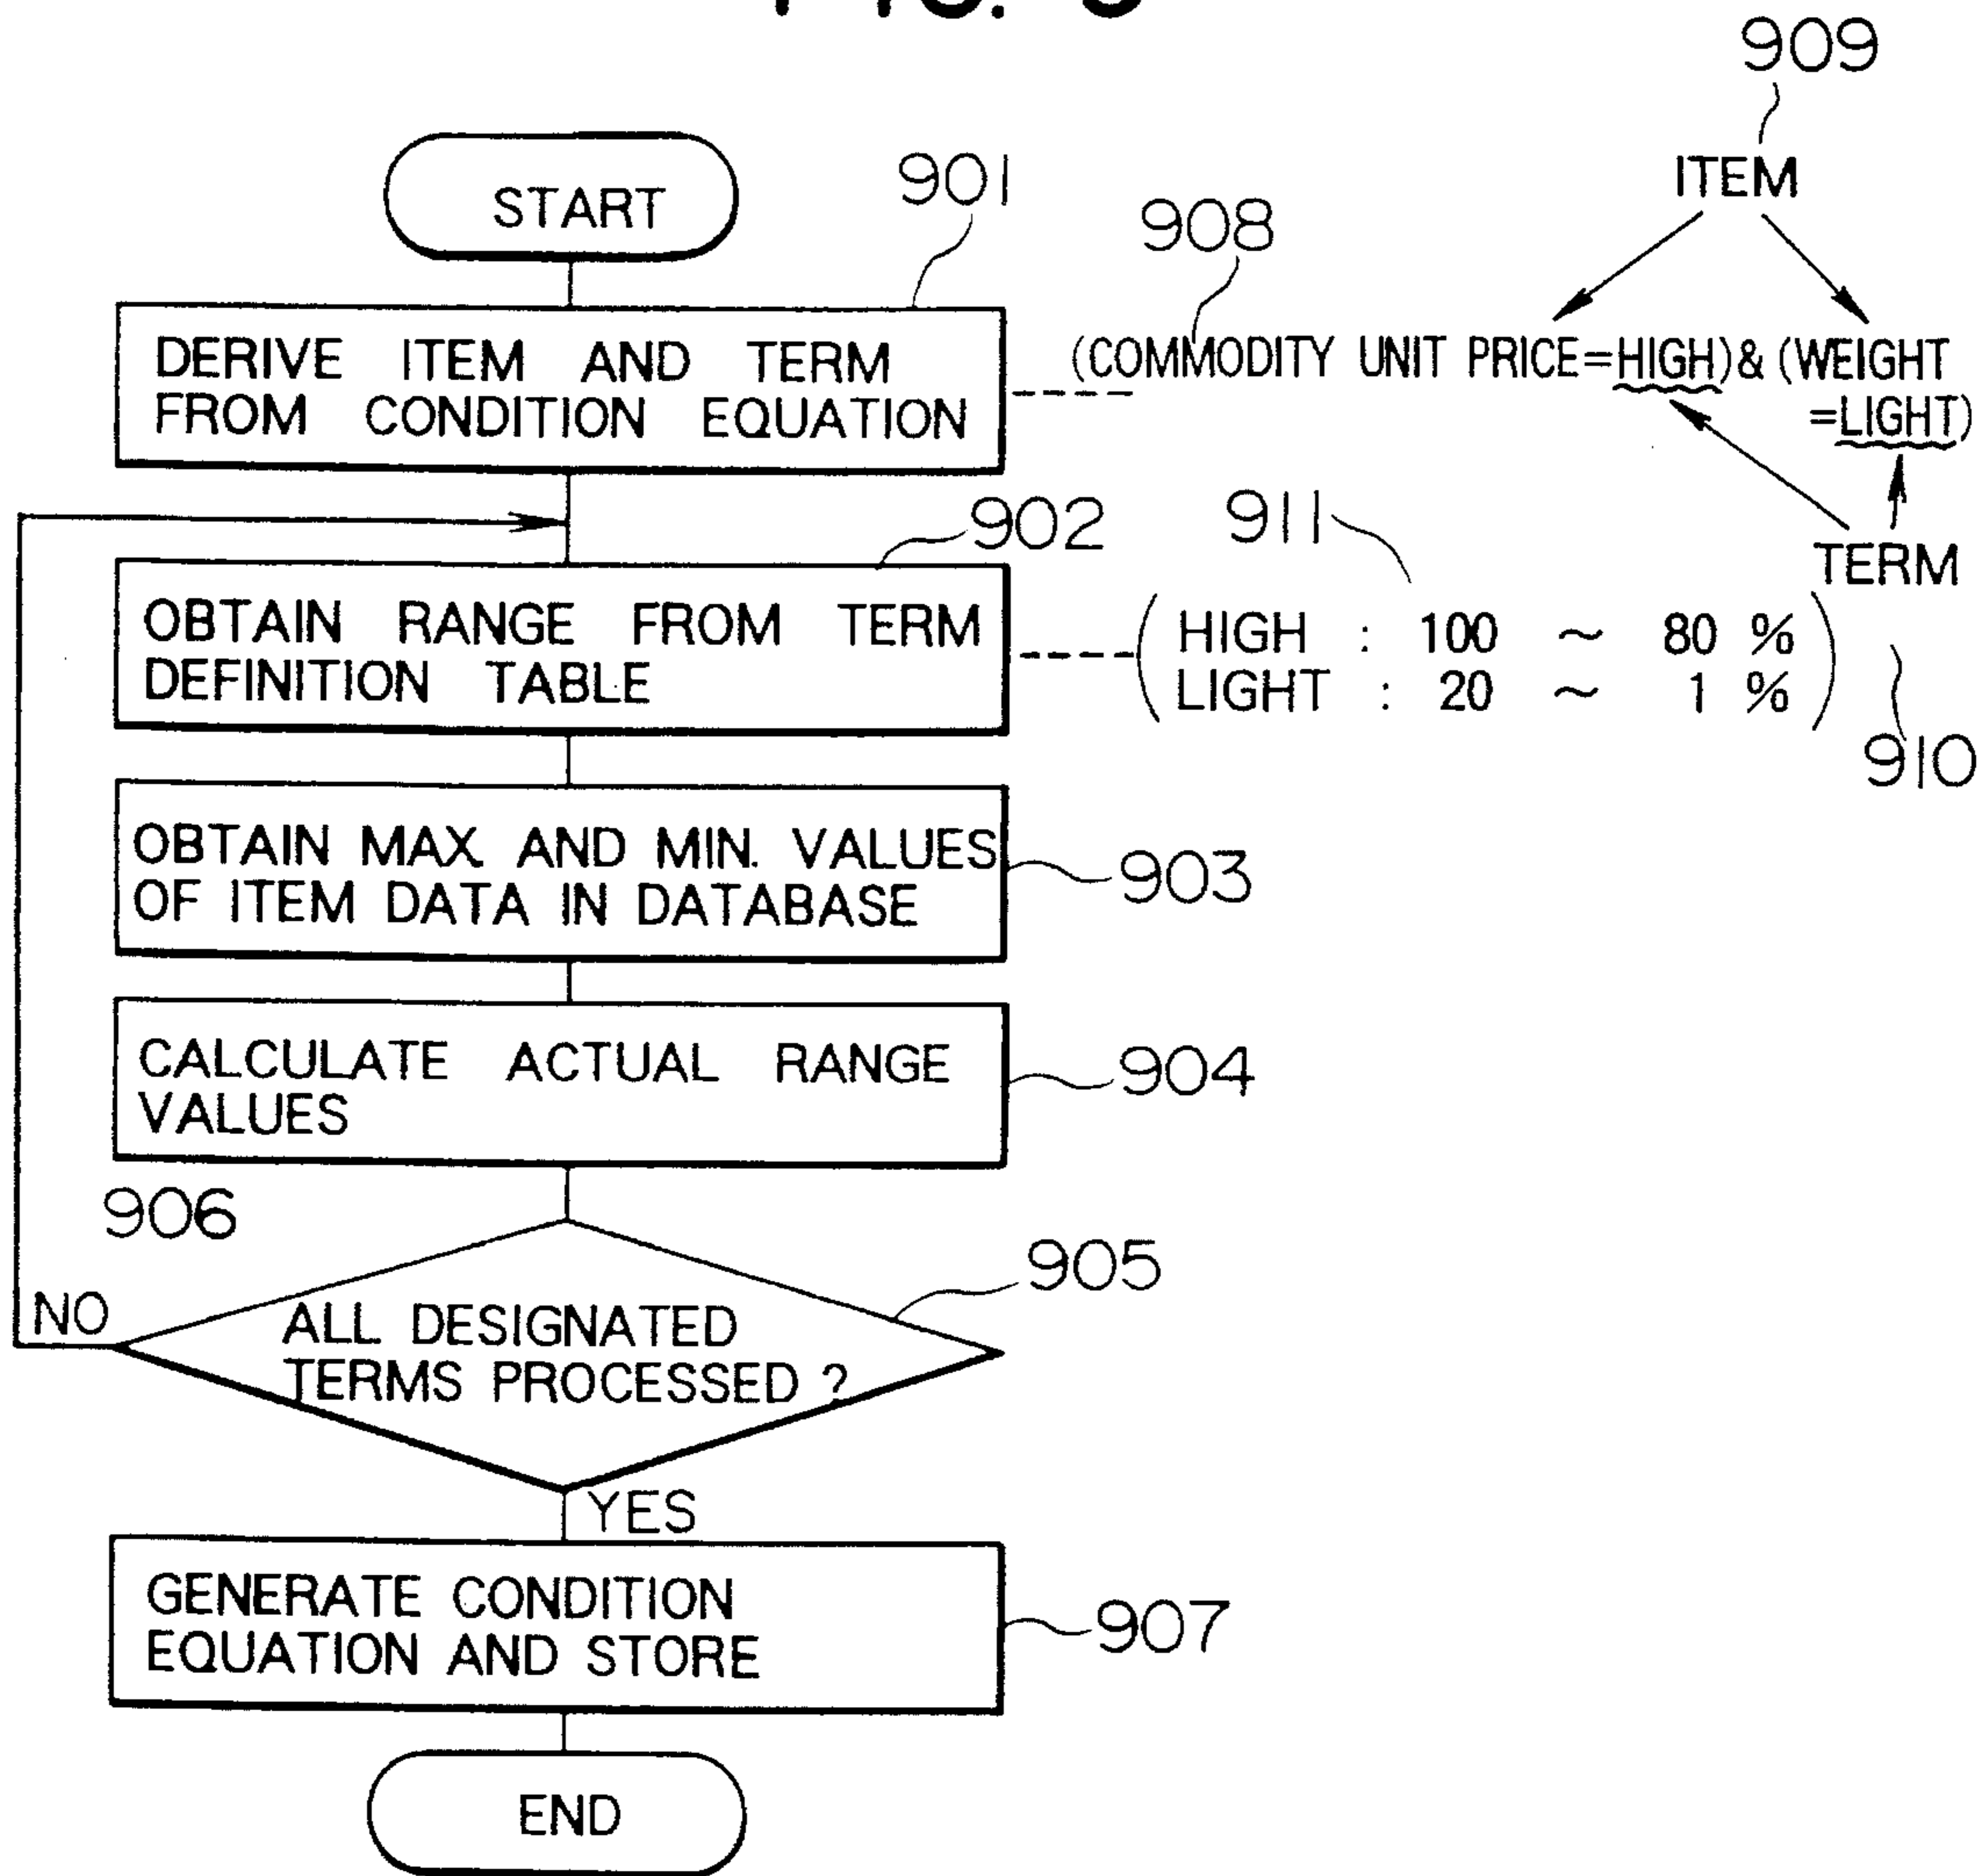 909
ITEM
START
901
908
DERIVE ITEM AND TERM
FROM CONDITION EQUATION
(COMMODITY UNIT PRICE=HIGH)& (WEIGHT
=LIGHT)
902
911
TERM
OBTAIN RANGE FROM TERM
DEFINITION TABLE
HIGH : 100 ~ 80 %
LIGHT : 20 ~ 1 %
910
OBTAIN MAX. AND MIN. VALUES
OF ITEM DATA IN DATABASE
903
CALCULATE ACTUAL RANGE
VALUES
904
906
905
NO
ALL DESIGNATED
TERMS PROCESSED ?
YES
GENERATE CONDITION
EQUATION AND STORE
907
END